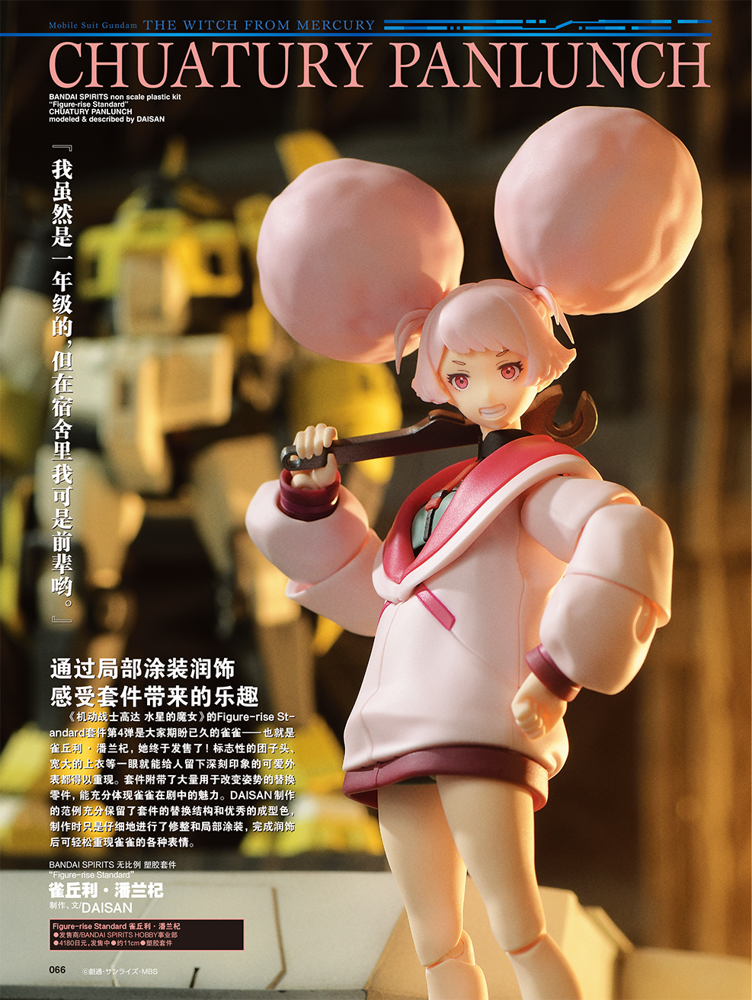 Mobile Suit Gundam THE WITCH FROM MERCURY
CHUATURY PANLUNCH
BANDAI SPIRITS non scale plastic kit
“Figure-rise Standard”
CHUATURY PANLUNCH
modeled & described by DAISAN
『我虽然是一年级的，但在宿舍里我可是前辈哟。』
通过局部涂装润饰
感受套件带来的乐趣
《机动战士高达 水星的魔女》的Figure-rise St-
andard套件第4弹是大家期盼已久的雀雀——也就是
雀丘利·潘兰杞，她终于发售了！标志性的团子头、
宽大的上衣等一眼就能给人留下深刻印象的可爱外
表都得以重现。套件附带了大量用于改变姿势的替换
零件，能充分体现雀雀在剧中的魅力。DAISAN制作
的范例充分保留了套件的替换结构和优秀的成型色，
制作时只是仔细地进行了修整和局部涂装，完成润饰
后可轻松重现雀雀的各种表情。
BANDAI SPIRITS 无比例 塑胶套件
“Figure-rise Standard”
雀丘利·潘兰杞
制作、文/DAISAN
Figure-rise Standard 雀丘利·潘兰杞
●发售商/BANDAI SPIRITS HOBBY事业部
●4180日元，发售中●约11cm●塑胶套件
066
©創通・サンライズ・MBS